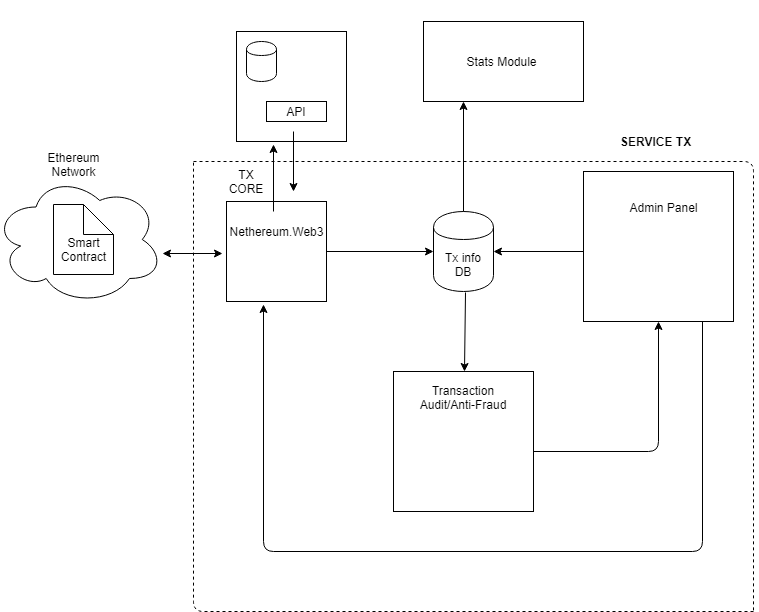 Stats Module
API
SERVICE TX
Ethereum
Network
TX
CORE
Admin Panel
Nethereum.Web3
Smart
Contract
Tx info
DB
Transaction
Audit/Anti-Fraud